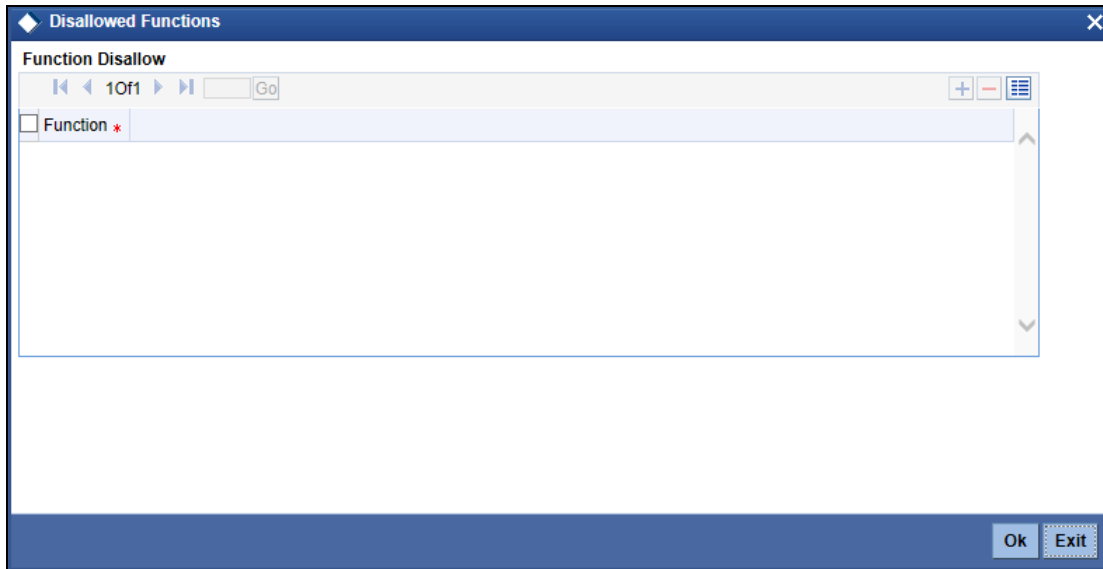 Disallowed Functions
Function Disallow
1Of1 Go
Function *
Ok Exit